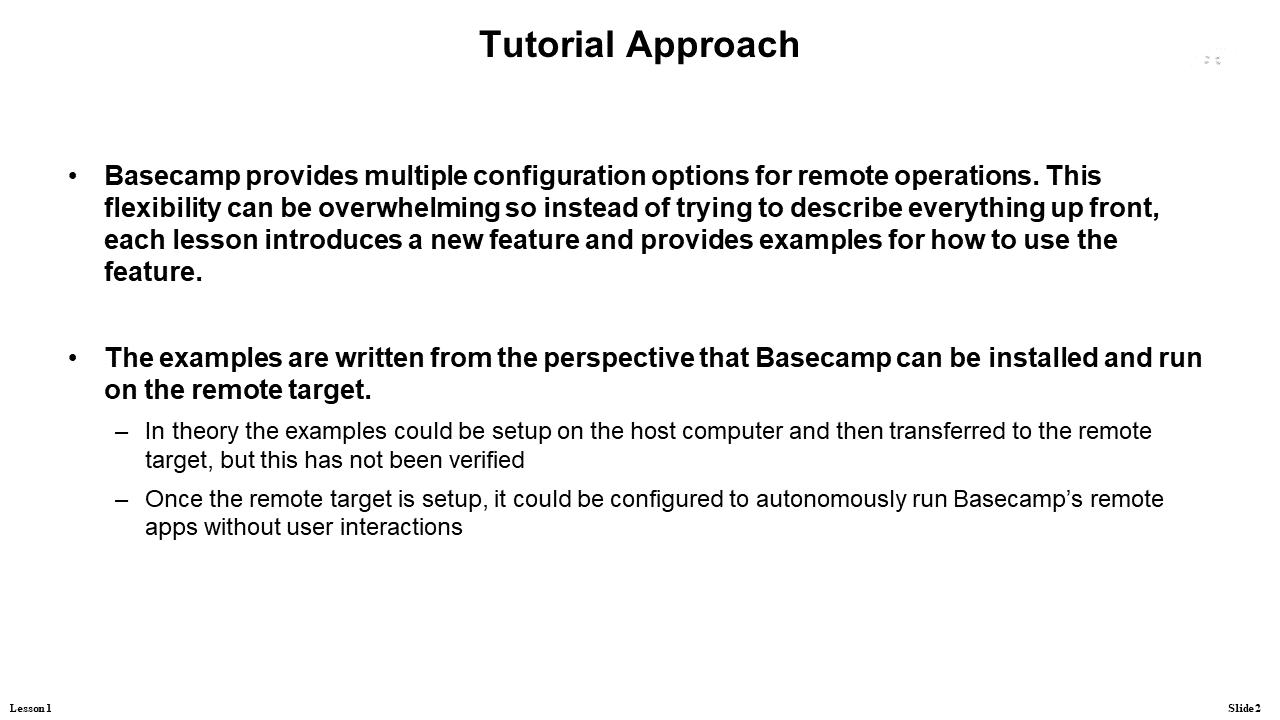 Tutorial Approach
• Basecamp provides multiple configuration options for remote operations. This
flexibility can be overwhelming so instead of trying to describe everything up front,
each lesson introduces a new feature and provides examples for how to use the
feature.
• The examples are written from the perspective that Basecamp can be installed and run
on the remote target.
– In theory the examples could be setup on the host computer and then transferred to the remote
target, but this has not been verified
– Once the remote target is setup, it could be configured to autonomously run Basecamp’s remote
apps without user interactions
Lesson 1
Slide 2